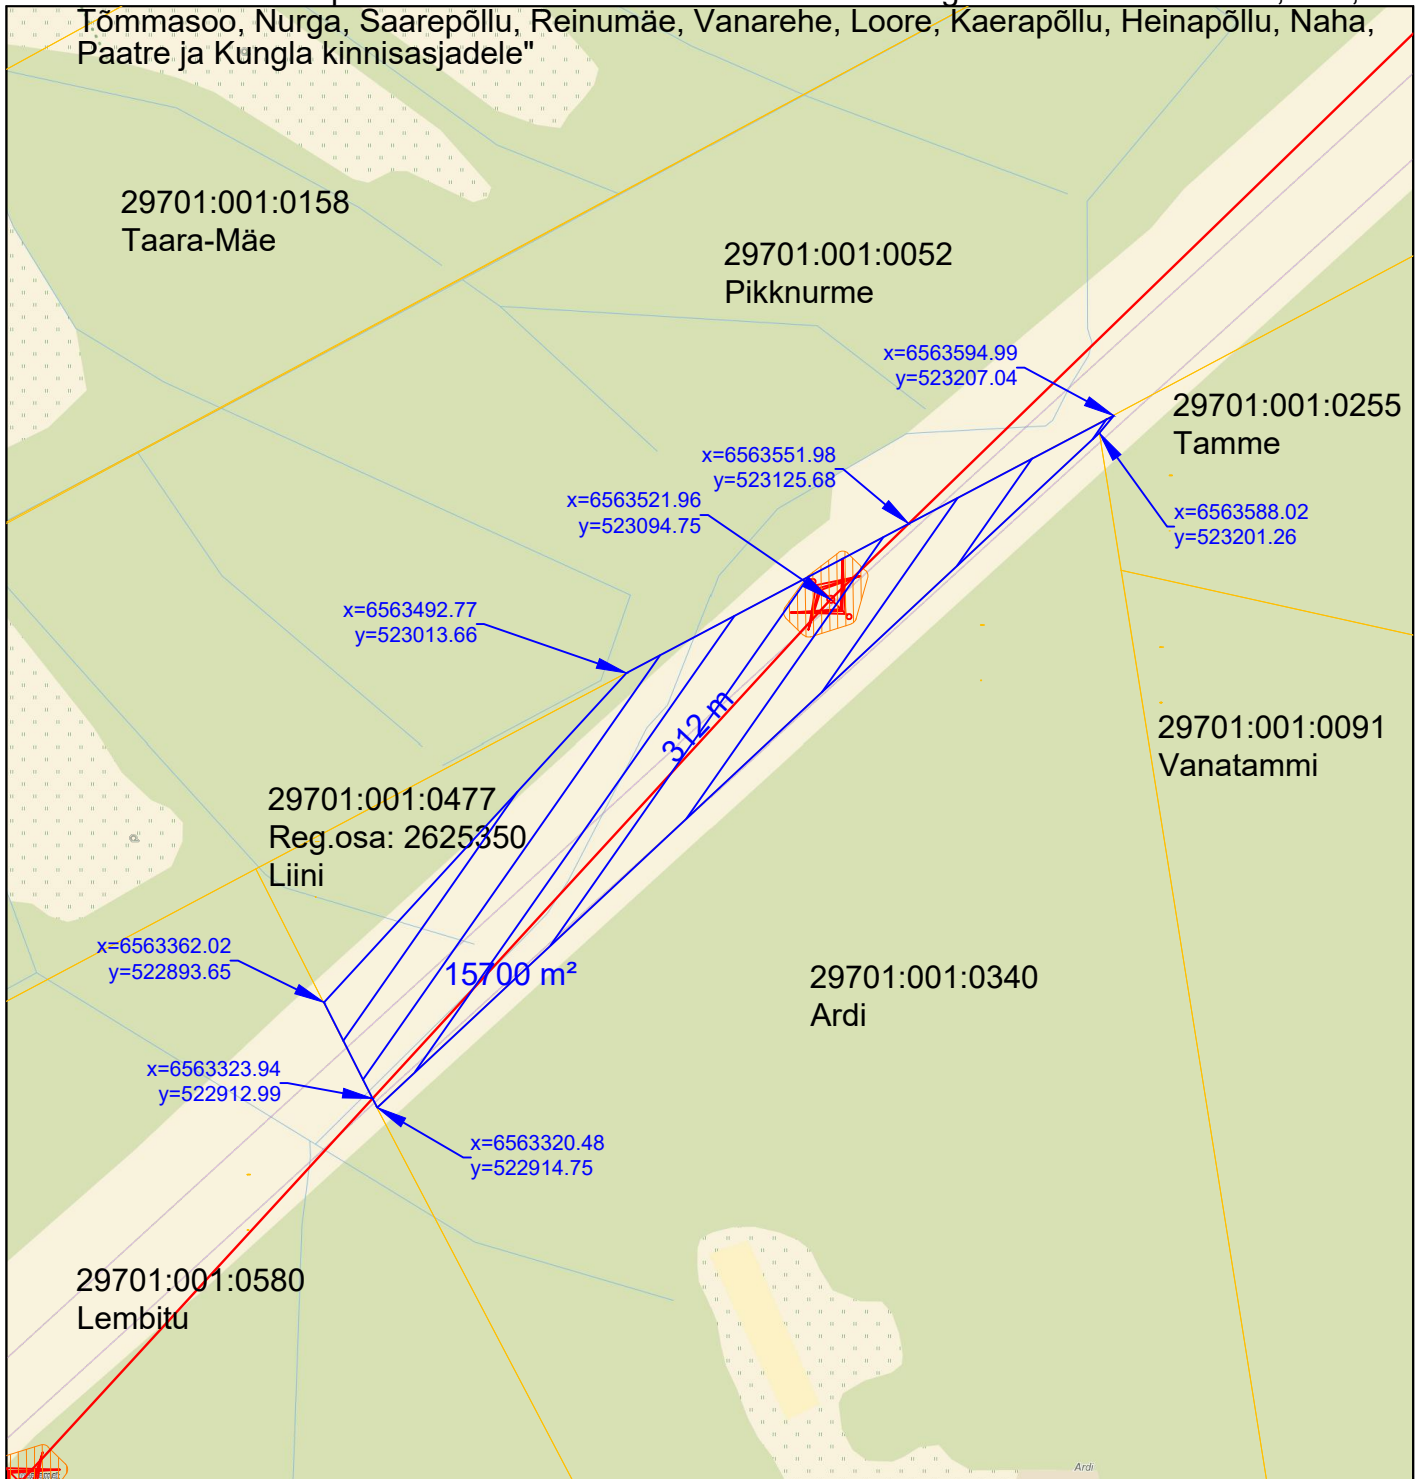 Tõmmasoo, Nurga, Saarepõllu, Reinumäe, Vanarehe, Loore, Kaerapõllu, Heinapõllu, Naha,
Paatre ja Kungla kinnisasjadele"
29701:001:0158
Taara-Mäe
29701:001:0052
Pikknurme
x=6563594.99
y=523207.04
29701:001:0255
Tamme
x=6563551.98
y=523125.68
x=6563521.96
y=523094.75
x=6563588.02
y=523201.26
x=6563492.77
y=523013.66
312 m
29701:001:0091
Vanatammi
29701:001:0477
Reg.osa: 2625350
Liini
x=6563362.02
y=522893.65
15700 m²
29701:001:0340
Ardi
x=6563323.94
y=522912.99
x=6563320.48
y=522914.75
29701:001:0580
Lembitu
Ardi